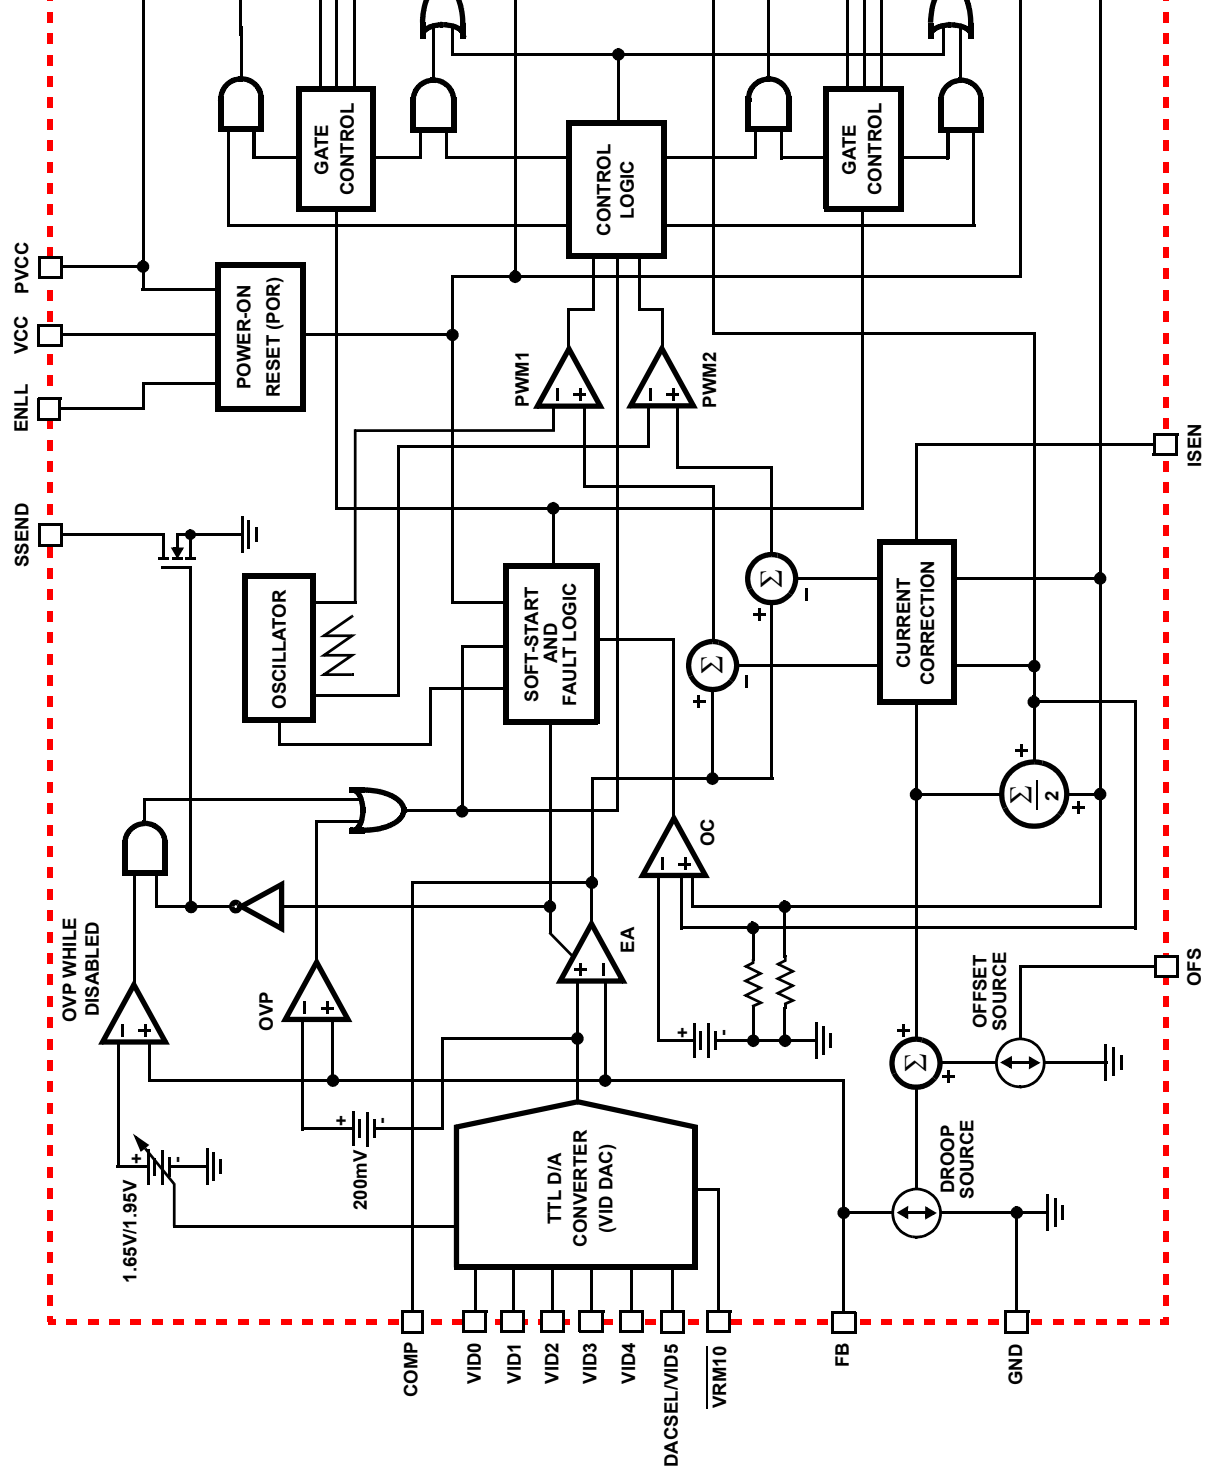 PVCC
VCC
ENLL
SSEND
GATE
CONTROL
CONTROL
LOGIC
GATE
CONTROL
POWER-ON
RESET (POR)
PWM1
− +
− +
PWM2
ISEN
OSCILLATOR
SOFT-START
AND
FAULT LOGIC
Σ
+
−
Σ
+
−
CURRENT
CORRECTION
Σ
2
+
+
OC
− +
+
OVP WHILE
DISABLED
− +
OVP
− +
EA
+ −
+ -
OFFSET
SOURCE
OFS
Σ
+
+
1.65V/1.95V
+ -
200mV
+ -
TTL D/A
CONVERTER
(VID DAC)
DROOP
SOURCE
COMP
VID0
VID1
VID2
VID3
VID4
DACSEL/VID5
VRM10
FB
GND